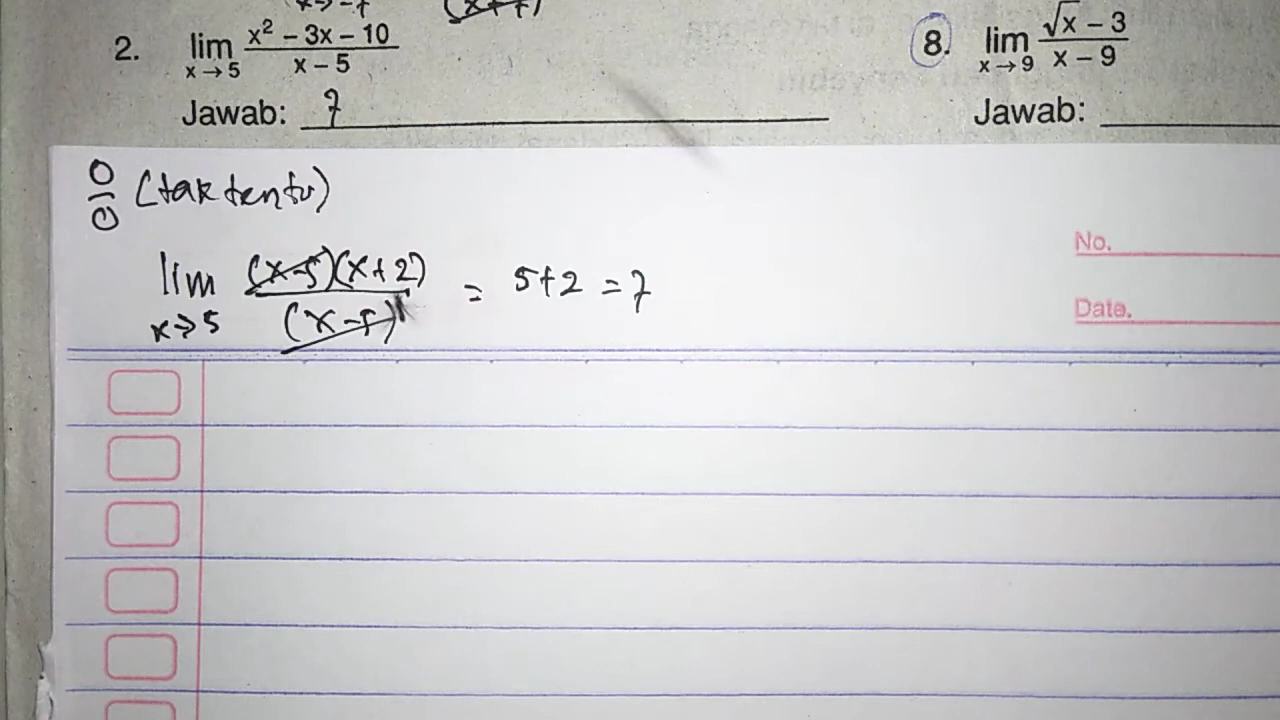 2. lim x→5 x² − 3x − 10 / x − 5
Jawab: 7
8. lim x→9 √x − 3 / x − 9
Jawab:
0/0 (tak tentu)
lim x→5 (x-5)(x+2) / (x-5) = 5+2 = 7
No.
Date.